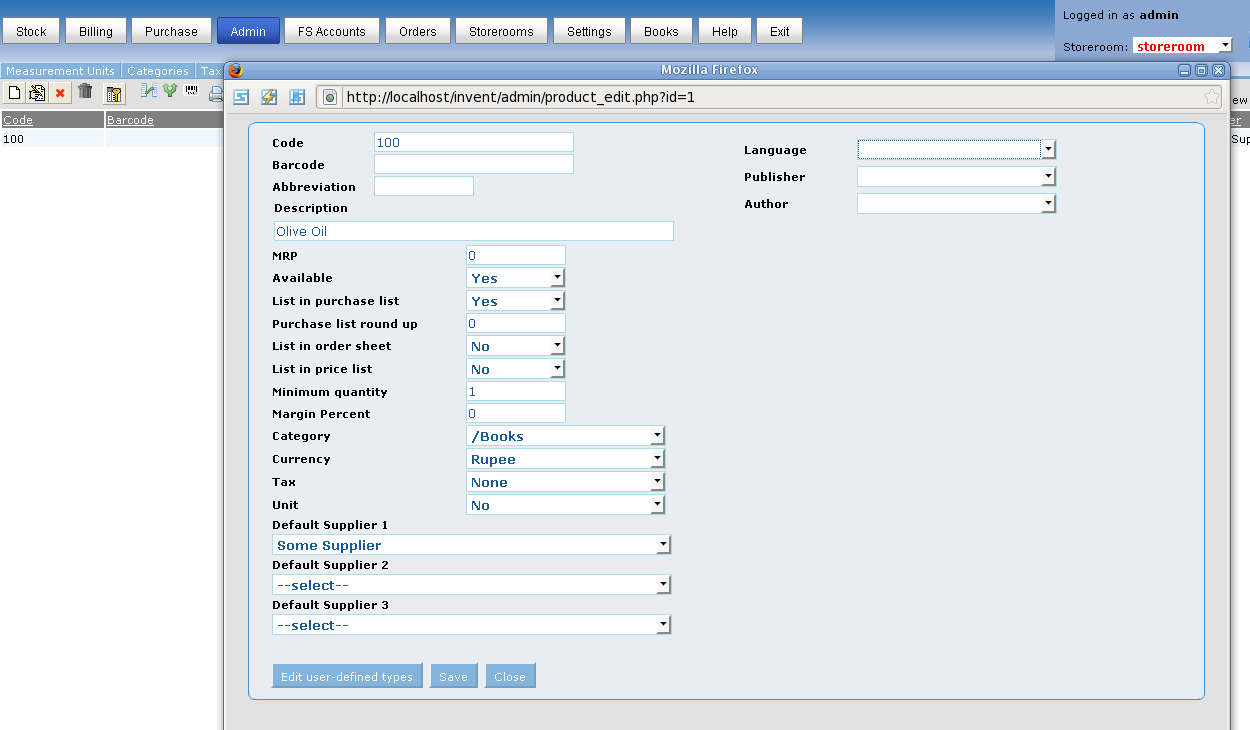 Logged in as admin
Stock Billing Purchase Admin FS Accounts Orders Storerooms Settings Books Help Exit
Storeroom: storeroom
Measurement Units Categories Tax
Mozilla Firefox
http://localhost/invent/admin/product_edit.php?id=1
ew
Code Barcode
er
100
Sup
Code 100
Barcode
Abbreviation
Description
Olive Oil
MRP 0
Available Yes
List in purchase list Yes
Purchase list round up 0
List in order sheet No
List in price list No
Minimum quantity 1
Margin Percent 0
Category /Books
Currency Rupee
Tax None
Unit No
Default Supplier 1
Some Supplier
Default Supplier 2
--select--
Default Supplier 3
--select--
Edit user-defined types Save Close
Language
Publisher
Author